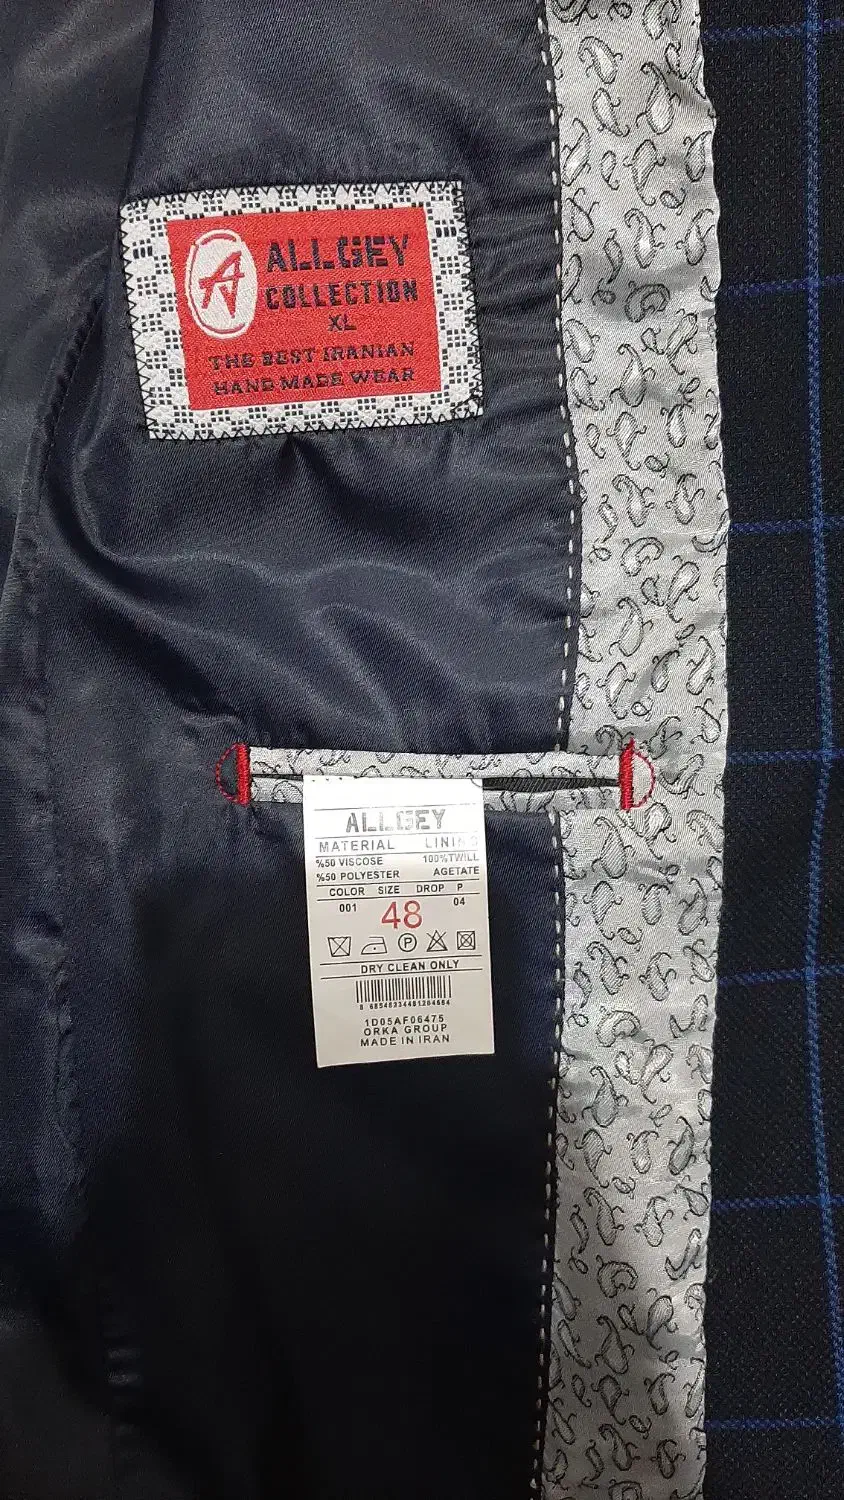 ALLGEY
COLLECTION
XL
THE BEST IRANIAN
HAND MADE WEAR
ALLGEY
MATERIAL LINING
%50 VISCOSE 100%TWILL
%50 POLYESTER AGETATE
COLOR SIZE DROP P
001 48 04
P
DRY CLEAN ONLY
1D05AF06475
ORKA GROUP
MADE IN IRAN